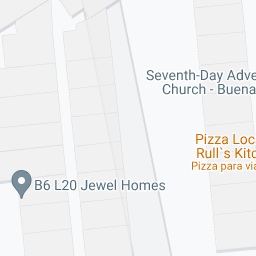 Seventh-Day Adve
Church - Buena
Pizza Loc
Rull`s Kitc
Pizza para via
B6 L20 Jewel Homes